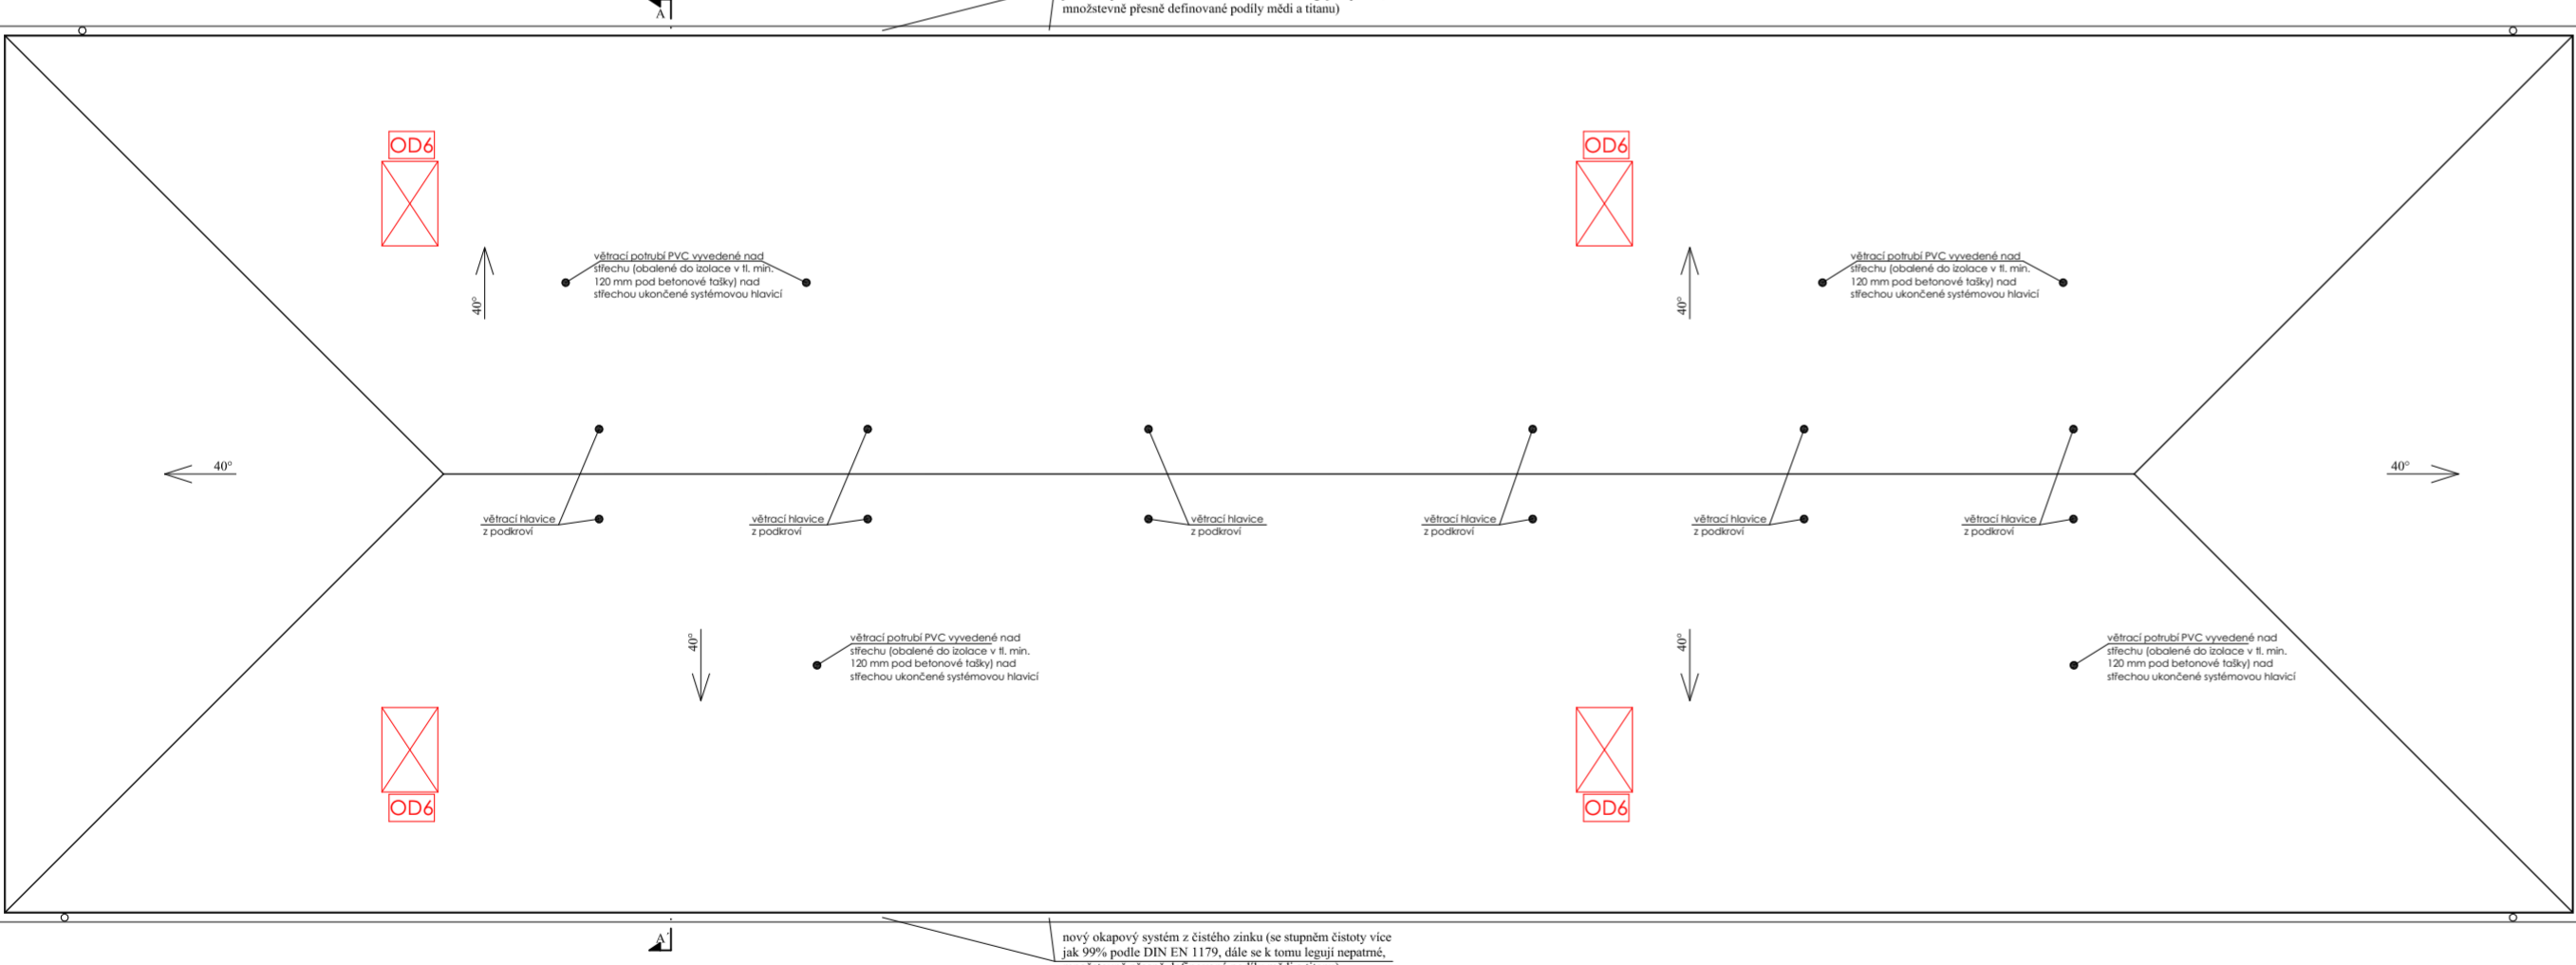 A
množstevně přesně definované podíly mědi a titanu)
OD6
OD6
větrací potrubí PVC vyvedené nad
střechu (obalené do izolace v tl. min.
120 mm pod betonové tašky) nad
střechou ukončené systémovou hlavicí
větrací potrubí PVC vyvedené nad
střechu (obalené do izolace v tl. min.
120 mm pod betonové tašky) nad
střechou ukončené systémovou hlavicí
40°
40°
40°
40°
větrací hlavice
z podkroví
větrací hlavice
z podkroví
větrací hlavice
z podkroví
větrací hlavice
z podkroví
větrací hlavice
z podkroví
větrací hlavice
z podkroví
40°
větrací potrubí PVC vyvedené nad
střechu (obalené do izolace v tl. min.
120 mm pod betonové tašky) nad
střechou ukončené systémovou hlavicí
40°
větrací potrubí PVC vyvedené nad
střechu (obalené do izolace v tl. min.
120 mm pod betonové tašky) nad
střechou ukončené systémovou hlavicí
OD6
OD6
A'
nový okapový systém z čistého zinku (se stupněm čistoty více
jak 99% podle DIN EN 1179, dále se k tomu legují nepatrné,